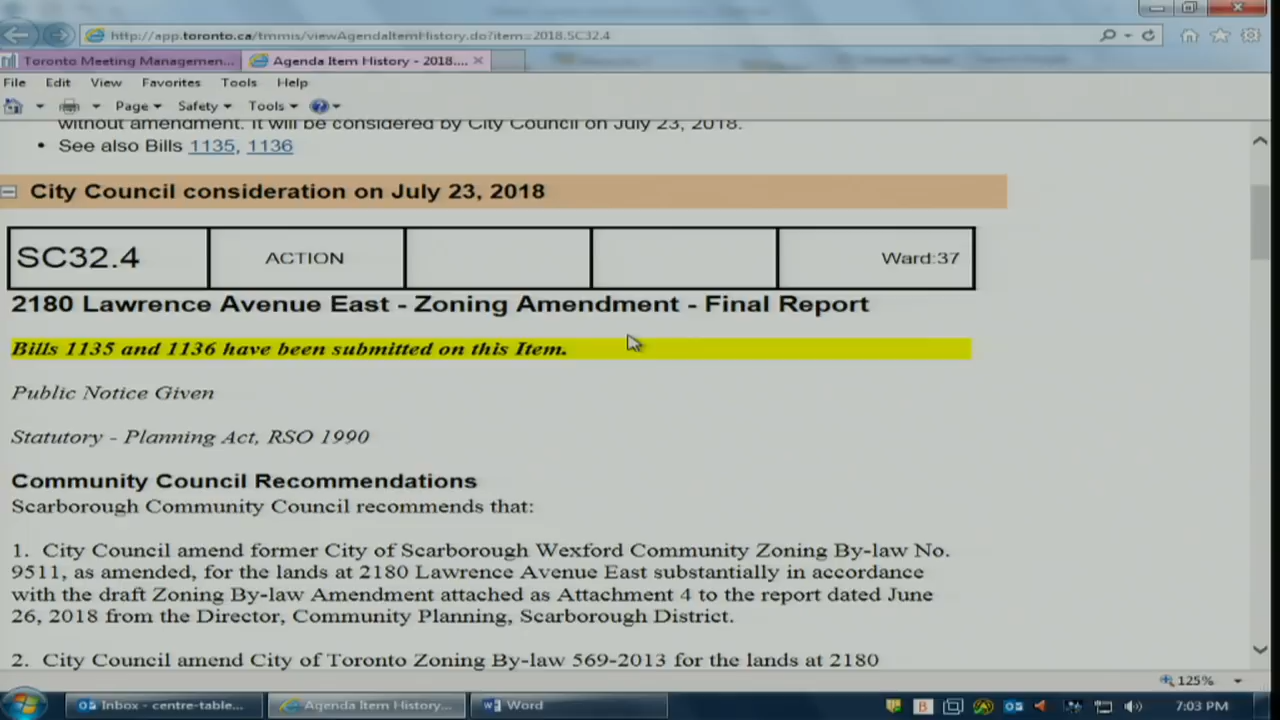 http://app.toronto.ca/tmmis/viewAgendaItemHistory.do?item=2018.SC32.4
Toronto Meeting Managemen...
Agenda Item History - 2018....
File Edit View Favorites Tools Help
Page Safety Tools
without amendment. It will be considered by City Council on July 23, 2018.
• See also Bills 1135, 1136
City Council consideration on July 23, 2018
SC32.4 ACTION Ward:37
2180 Lawrence Avenue East - Zoning Amendment - Final Report
Bills 1135 and 1136 have been submitted on this Item.
Public Notice Given
Statutory - Planning Act, RSO 1990
Community Council Recommendations
Scarborough Community Council recommends that:
1. City Council amend former City of Scarborough Wexford Community Zoning By-law No.
9511, as amended, for the lands at 2180 Lawrence Avenue East substantially in accordance
with the draft Zoning By-law Amendment attached as Attachment 4 to the report dated June
26, 2018 from the Director, Community Planning, Scarborough District.
2. City Council amend City of Toronto Zoning By-law 569-2013 for the lands at 2180
125%
Inbox - centre-table... Agenda Item History... Word 7:03 PM